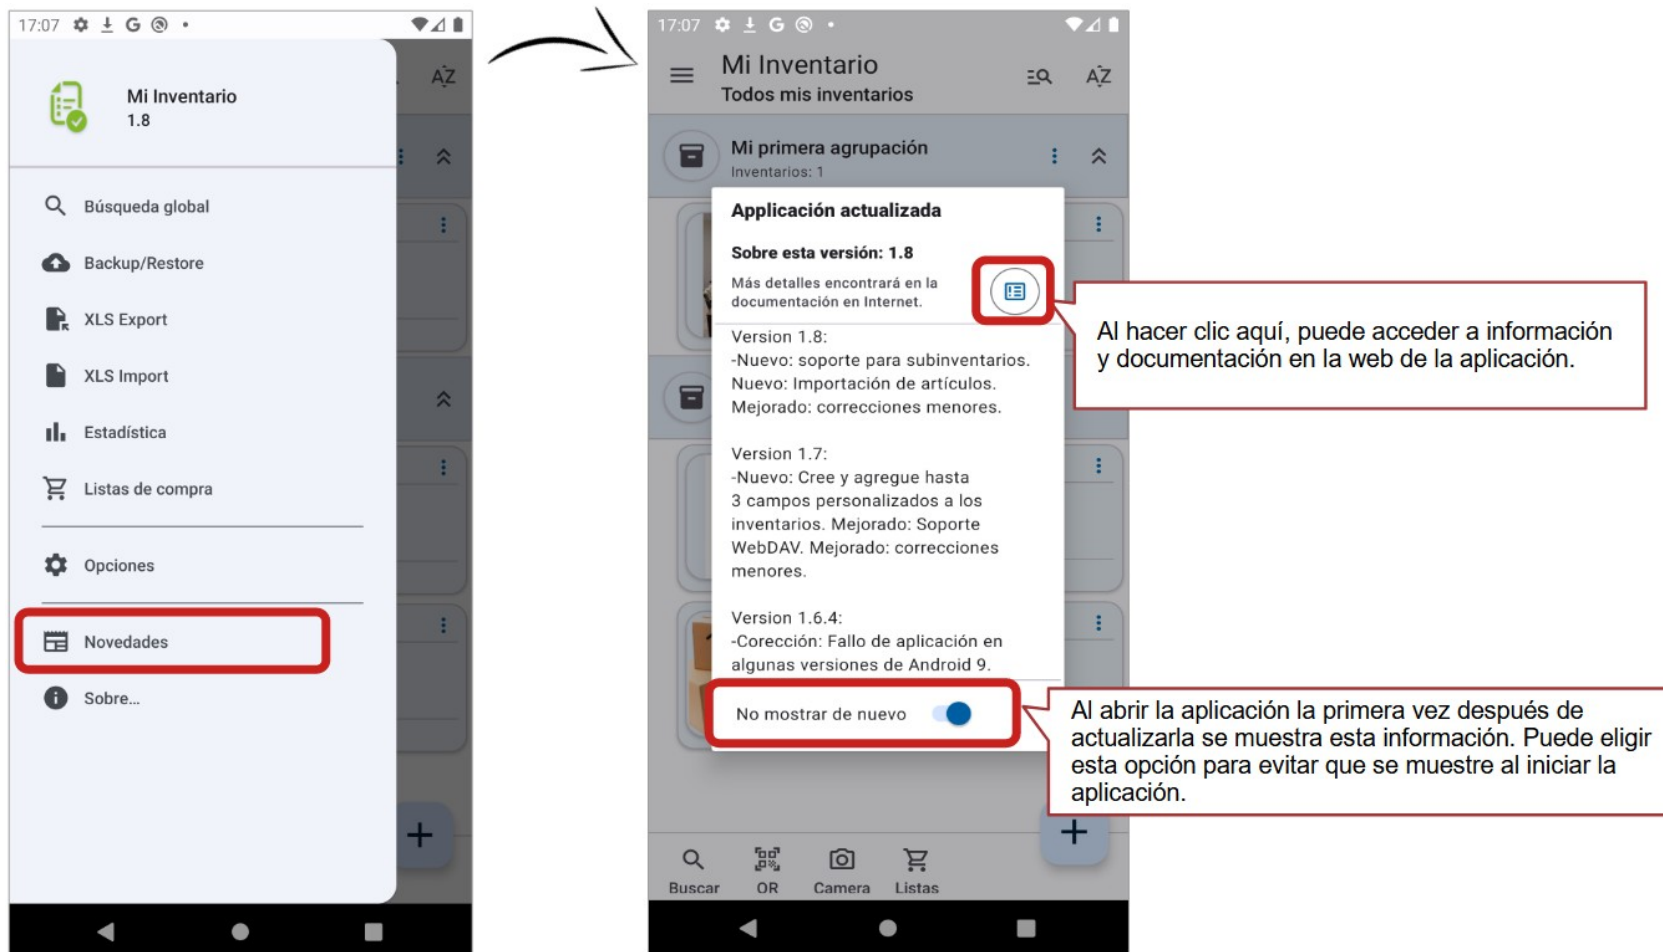 17:07
Mi Inventario
1.8
Búsqueda global
Backup/Restore
XLS Export
XLS Import
Estadística
Listas de compra
Opciones
Novedades
Sobre...
AZ
17:07
Mi Inventario
Todos mis inventarios
AZ
Mi primera agrupación
Inventarios: 1
Applicación actualizada
Sobre esta versión: 1.8
Más detalles encontrará en la
documentación en Internet.
Version 1.8:
-Nuevo: soporte para subinventarios.
Nuevo: Importación de artículos.
Mejorado: correcciones menores.
Version 1.7:
-Nuevo: Cree y agregue hasta
3 campos personalizados a los
inventarios. Mejorado: Soporte
WebDAV. Mejorado: correcciones
menores.
Version 1.6.4:
-Corección: Fallo de aplicación en
algunas versiones de Android 9.
No mostrar de nuevo
Buscar
QR
Camera
Listas
Al hacer clic aquí, puede acceder a información
y documentación en la web de la aplicación.
Al abrir la aplicación la primera vez después de
actualizarla se muestra esta información. Puede eligir
esta opción para evitar que se muestre al iniciar la
aplicación.